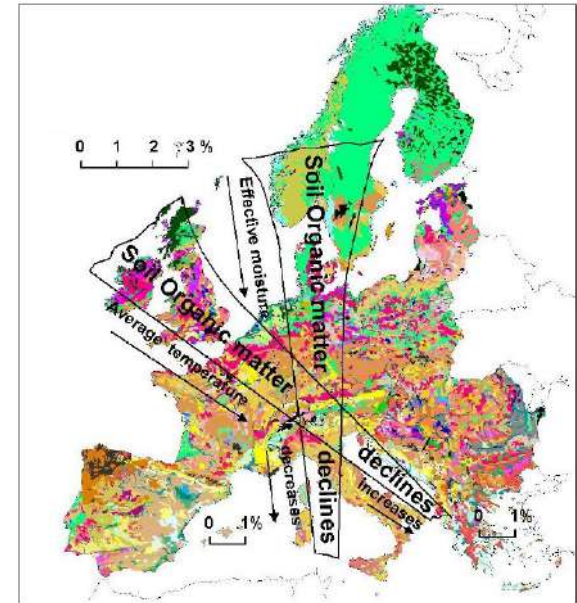 0 1 2 3 %
Soil Organic matter declines
Effective moisture decreases
Soil Organic matter declines
Average temperature increases
0 1%
0 1%